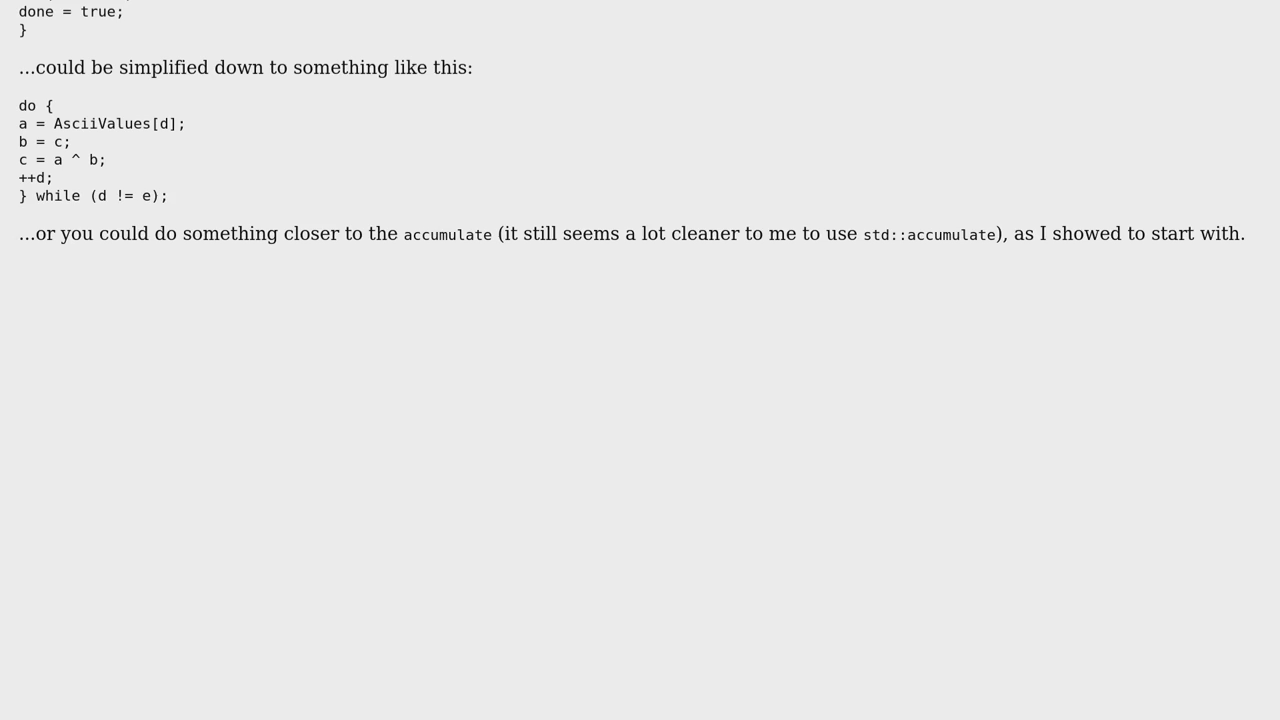 done = true;
}
...could be simplified down to something like this:
do {
a = AsciiValues[d];
b = c;
c = a ^ b;
++d;
} while (d != e);
...or you could do something closer to the accumulate (it still seems a lot cleaner to me to use std::accumulate), as I showed to start with.